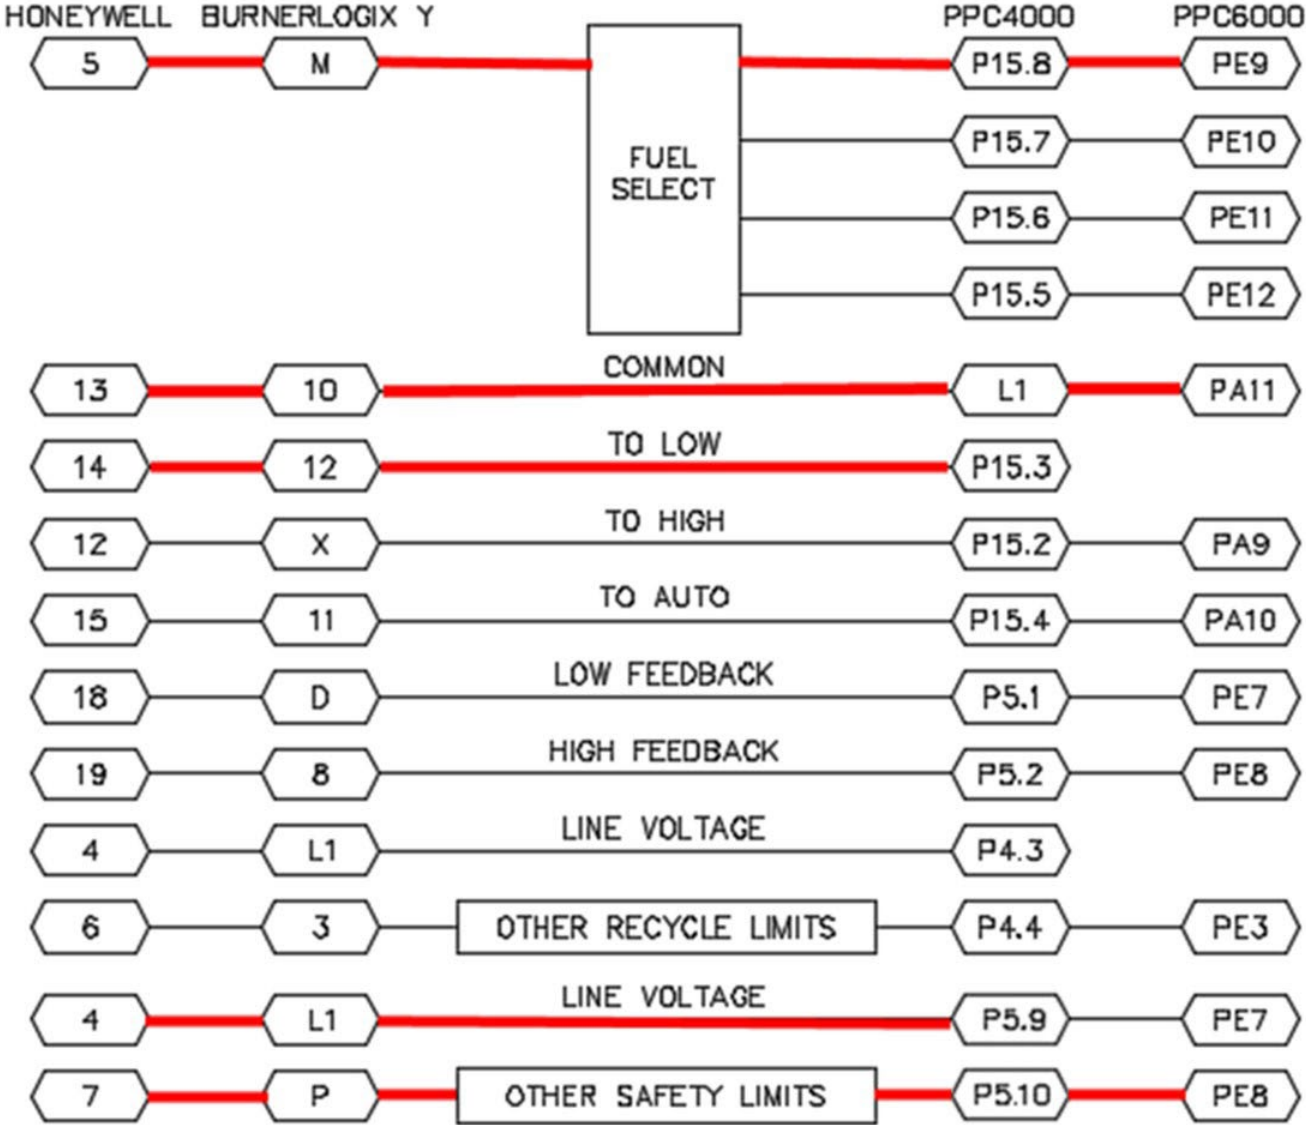 HONEYWELL BURNERLOGIX Y PPC4000 PPC6000
5 M P15.8 PE9
P15.7 PE10
FUEL
SELECT
P15.6 PE11
P15.5 PE12
COMMON
13 10 L1 PA11
TO LOW
14 12 P15.3
TO HIGH
12 X P15.2 PA9
TO AUTO
15 11 P15.4 PA10
LOW FEEDBACK
18 D P5.1 PE7
HIGH FEEDBACK
19 8 P5.2 PE8
LINE VOLTAGE
4 L1 P4.3
6 3 OTHER RECYCLE LIMITS P4.4 PE3
LINE VOLTAGE
4 L1 P5.9 PE7
7 P OTHER SAFETY LIMITS P5.10 PE8